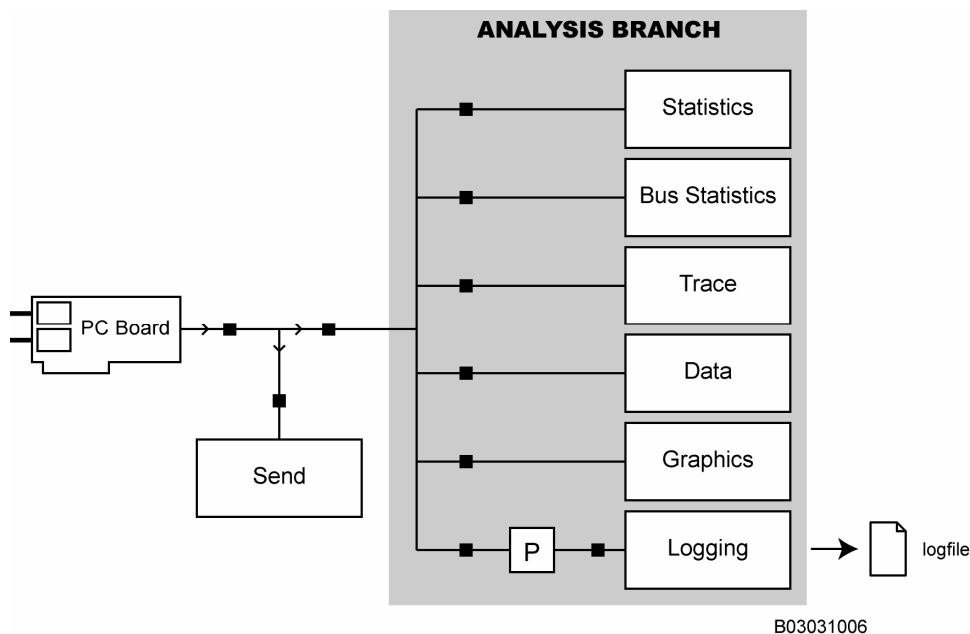 ANALYSIS BRANCH
Statistics
Bus Statistics
Trace
PC Board
Data
Send
Graphics
P
Logging
logfile
B03031006